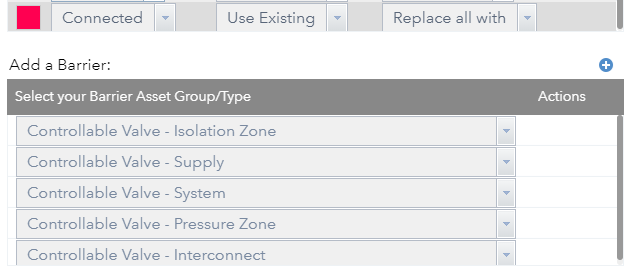 Connected Use Existing Replace all with
Add a Barrier:
Select your Barrier Asset Group/Type Actions
Controllable Valve - Isolation Zone
Controllable Valve - Supply
Controllable Valve - System
Controllable Valve - Pressure Zone
Controllable Valve - Interconnect